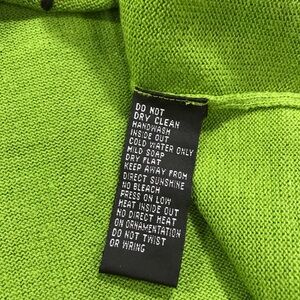 DO NOT
DRY CLEAN
HANDWASH
INSIDE OUT
COLD WATER ONLY
MILD SOAP
DRY FLAT
KEEP AWAY FROM
DIRECT SUNSHINE
NO BLEACH
PRESS ON LOW
HEAT INSIDE OUT
NO DIRECT HEAT
ON ORNAMENTATION
DO NOT TWIST
OR WRING